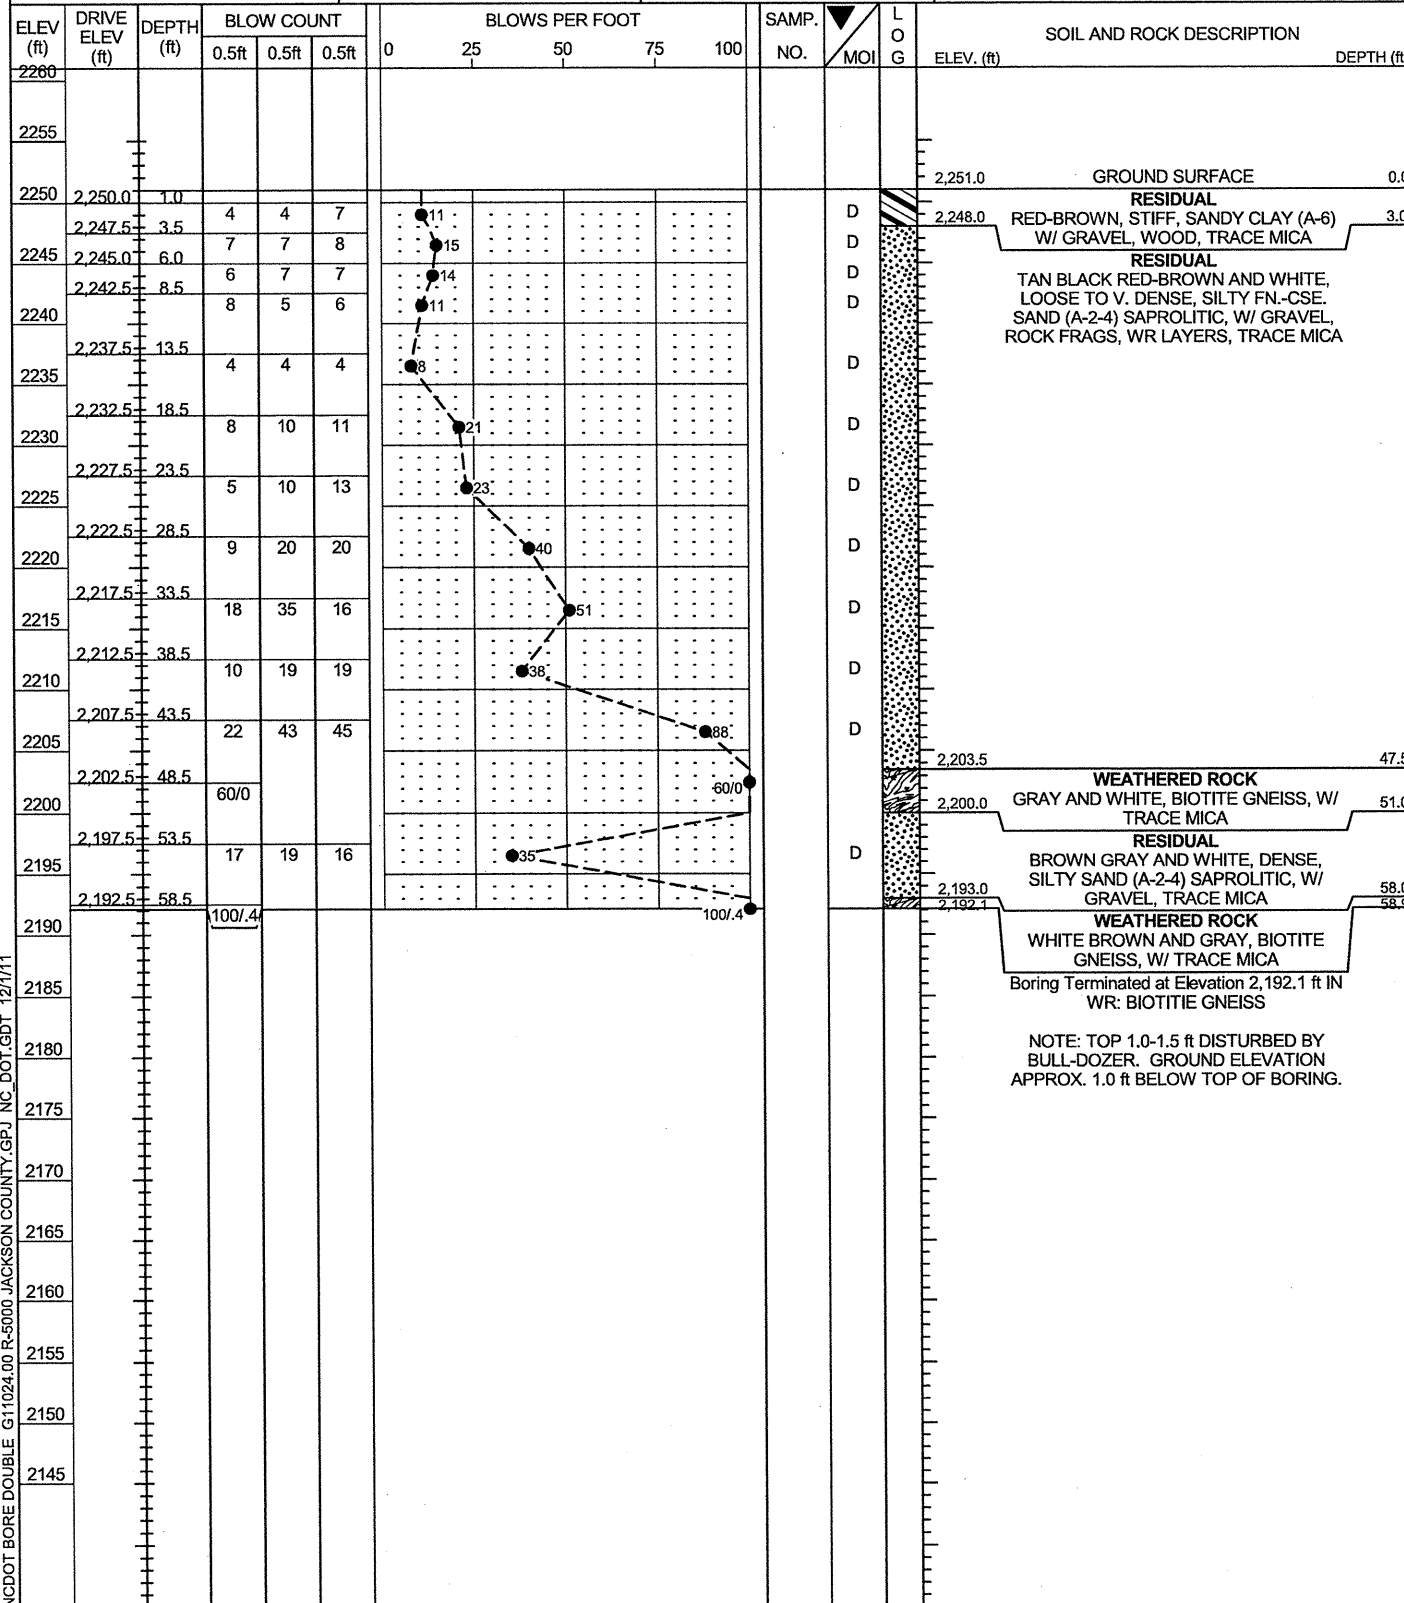 ELEV (ft) DRIVE ELEV (ft) DEPTH (ft) BLOW COUNT BLOWS PER FOOT SAMP. NO. MOI LOG SOIL AND ROCK DESCRIPTION
0.5ft 0.5ft 0.5ft 0 25 50 75 100 ELEV. (ft) DEPTH (ft
2260
2255
2,251.0 GROUND SURFACE 0.0
2250 2,250.0 1.0 RESIDUAL
4 4 7 11 D 2,248.0 RED-BROWN, STIFF, SANDY CLAY (A-6) 3.0
2,247.5 3.5 W/ GRAVEL, WOOD, TRACE MICA
7 7 8 15 D
2245 2,245.0 6.0 RESIDUAL
6 7 7 14 D TAN BLACK RED-BROWN AND WHITE,
2,242.5 8.5 LOOSE TO V. DENSE, SILTY FN.-CSE.
8 5 6 11 D SAND (A-2-4) SAPROLITIC, W/ GRAVEL,
2240 ROCK FRAGS, WR LAYERS, TRACE MICA
2,237.5 13.5
4 4 4 8 D
2235
2,232.5 18.5
8 10 11 21 D
2230
2,227.5 23.5
5 10 13 23 D
2225
2,222.5 28.5
9 20 20 40 D
2220
2,217.5 33.5
18 35 16 51 D
2215
2,212.5 38.5
10 19 19 38 D
2210
2,207.5 43.5
22 43 45 88 D
2205
2,203.5 47.5
2,202.5 48.5 WEATHERED ROCK
60/0 60/0 GRAY AND WHITE, BIOTITE GNEISS, W/
2200 2,200.0 TRACE MICA 51.0
2,197.5 53.5 RESIDUAL
17 19 16 35 D BROWN GRAY AND WHITE, DENSE,
2195 SILTY SAND (A-2-4) SAPROLITIC, W/
2,193.0 GRAVEL, TRACE MICA 58.0
2,192.5 58.5 2,192.1 58.9
100/.4 100/.4 WEATHERED ROCK
2190 WHITE BROWN AND GRAY, BIOTITE
GNEISS, W/ TRACE MICA
2185 Boring Terminated at Elevation 2,192.1 ft IN
WR: BIOTITIE GNEISS
2180 NOTE: TOP 1.0-1.5 ft DISTURBED BY
BULL-DOZER. GROUND ELEVATION
APPROX. 1.0 ft BELOW TOP OF BORING.
2175
2170
2165
2160
2155
2150
2145
NCDOT BORE DOUBLE G11024.00 R-5000 JACKSON COUNTY.GPJ NC_DOT.GDT 12/1/11